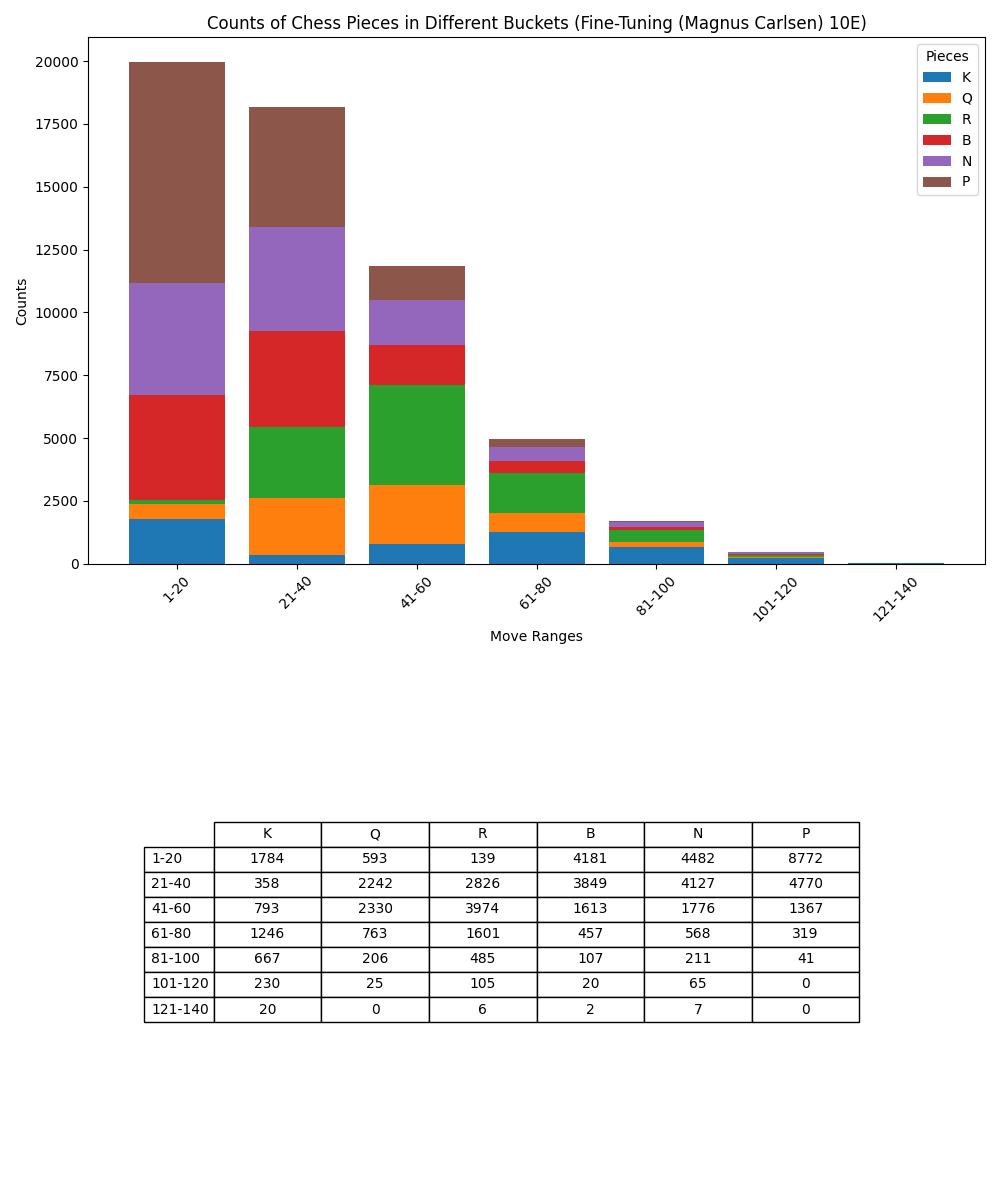 Counts of Chess Pieces in Different Buckets (Fine-Tuning (Magnus Carlsen) 10E)
Counts
20000
17500
15000
12500
10000
7500
5000
2500
0
Pieces
K
Q
R
B
N
P
1-20 21-40 41-60 61-80 81-100 101-120 121-140
Move Ranges
K Q R B N P
1-20 1784 593 139 4181 4482 8772
21-40 358 2242 2826 3849 4127 4770
41-60 793 2330 3974 1613 1776 1367
61-80 1246 763 1601 457 568 319
81-100 667 206 485 107 211 41
101-120 230 25 105 20 65 0
121-140 20 0 6 2 7 0